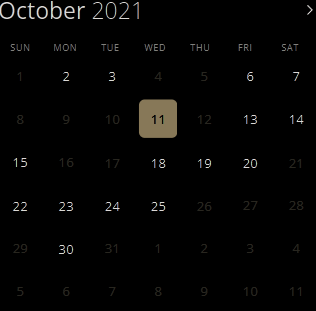 October 2021
SUN MON TUE WED THU FRI SAT
1 2 3 4 5 6 7
8 9 10 11 12 13 14
15 16 17 18 19 20 21
22 23 24 25 26 27 28
29 30 31 1 2 3 4
5 6 7 8 9 10 11